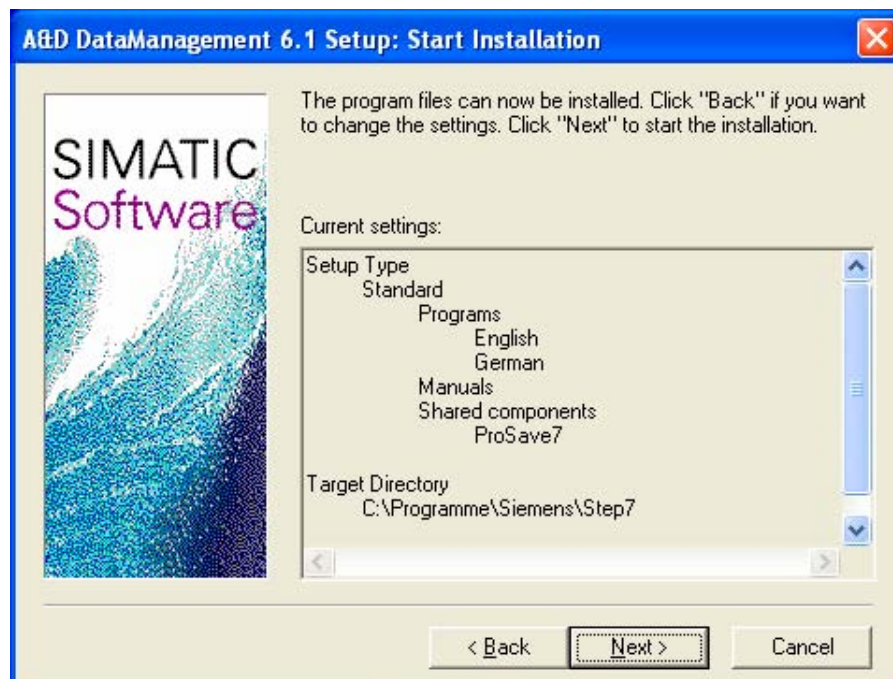 A&D DataManagement 6.1 Setup: Start Installation
SIMATIC
Software
The program files can now be installed. Click "Back" if you want
to change the settings. Click "Next" to start the installation.
Current settings:
Setup Type
Standard
Programs
English
German
Manuals
Shared components
ProSave7
Target Directory
C:\Programme\Siemens\Step7
< Back
Next >
Cancel